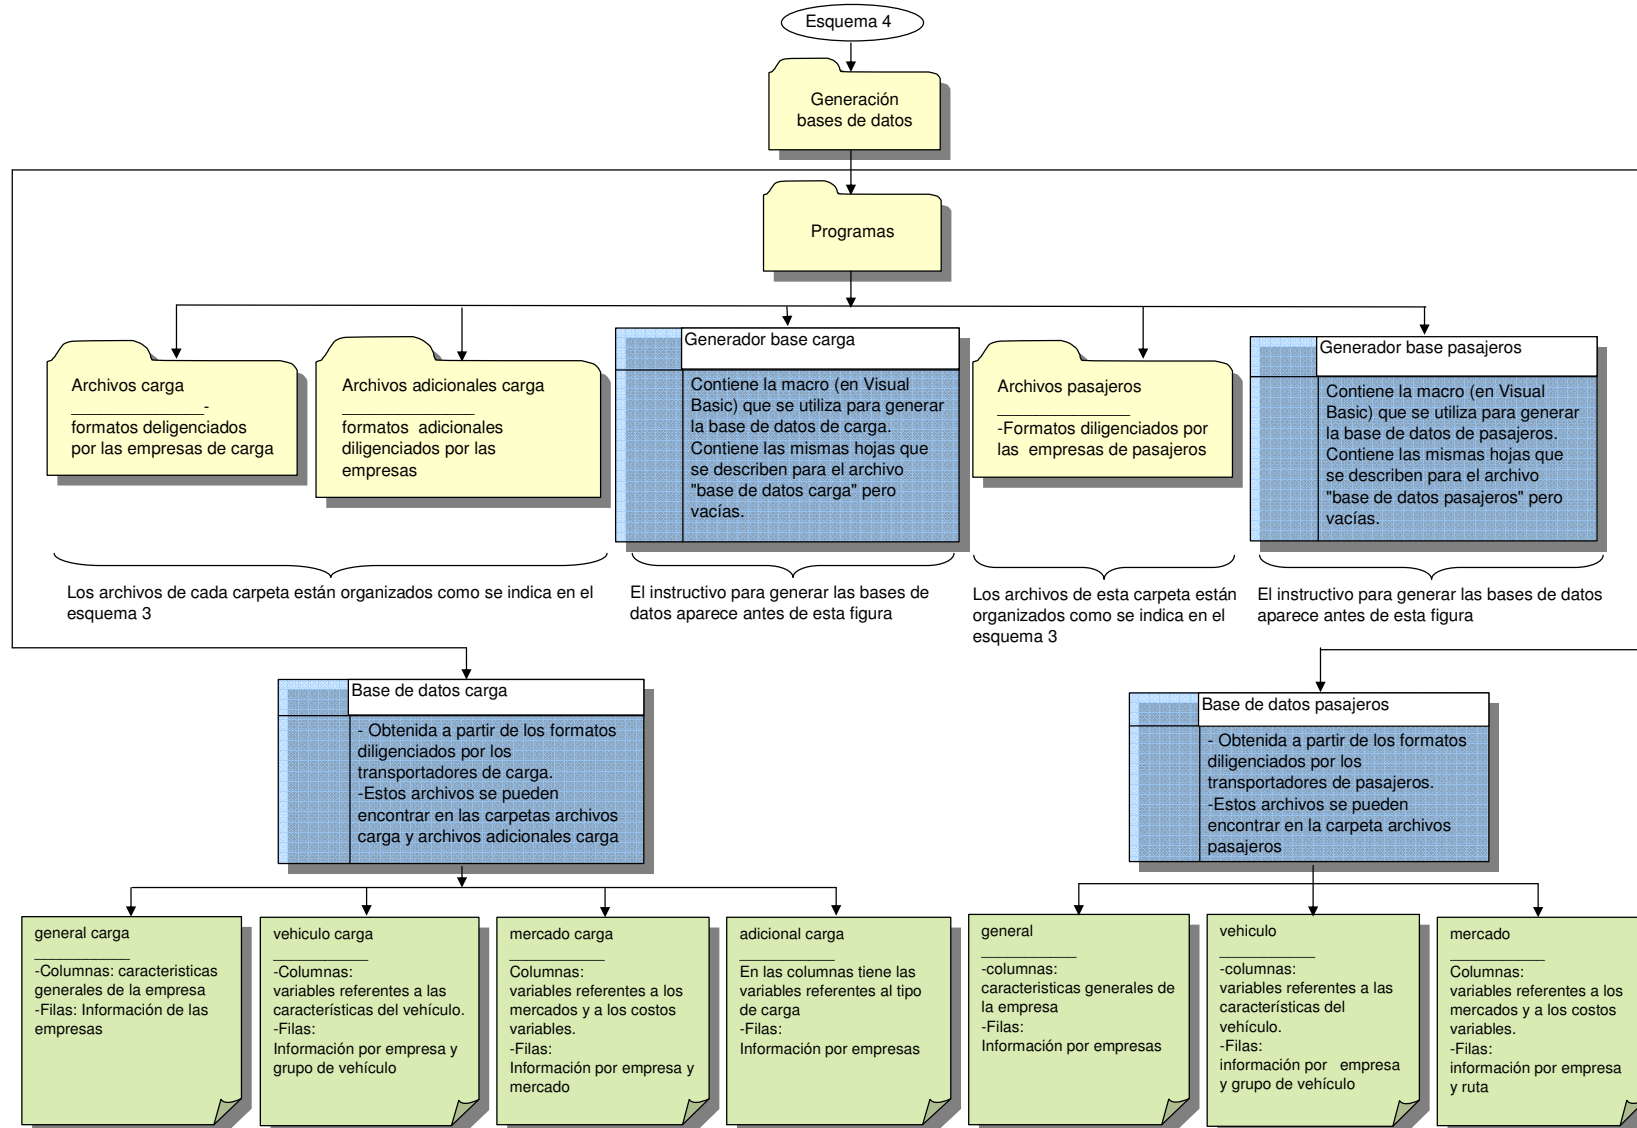 Esquema 4
Generación
bases de datos
Programas
Archivos carga
_______________-
formatos deligenciados
por las empresas de carga
Archivos adicionales carga
_______________
formatos  adicionales
diligenciados por las
empresas
Generador base carga
Contiene la macro (en Visual
Basic) que se utiliza para generar
la base de datos de carga.
Contiene las mismas hojas que
se describen para el archivo
"base de datos carga" pero
vacías.
Archivos pasajeros
_______________
-Formatos diligenciados por
las  empresas de pasajeros
Generador base pasajeros
Contiene la macro (en Visual
Basic) que se utiliza para generar
la base de datos de pasajeros.
Contiene las mismas hojas que
se describen para el archivo
"base de datos pasajeros" pero
vacías.
Los archivos de cada carpeta están organizados como se indica en el
esquema 3
El instructivo para generar las bases de
datos aparece antes de esta figura
Los archivos de esta carpeta están
organizados como se indica en el
esquema 3
El instructivo para generar las bases de datos
aparece antes de esta figura
Base de datos carga
- Obtenida a partir de los formatos
diligenciados por los
transportadores de carga.
-Estos archivos se pueden
encontrar en las carpetas archivos
carga y archivos adicionales carga
Base de datos pasajeros
- Obtenida a partir de los formatos
diligenciados por los
transportadores de pasajeros.
-Estos archivos se pueden
encontrar en la carpeta archivos
pasajeros
general carga
___________
-Columnas: caracteristicas
generales de la empresa
-Filas: Información de las
empresas
vehiculo carga
___________
-Columnas:
variables referentes a las
características del vehículo.
-Filas:
Información por empresa y
grupo de vehículo
mercado carga
___________
Columnas:
variables referentes a los
mercados y a los costos
variables.
-Filas:
Información por empresa y
mercado
adicional carga
___________
En las columnas tiene las
variables referentes al tipo
de carga
-Filas:
Información por empresas
general
___________
-columnas:
caracteristicas generales de
la empresa
-Filas:
Información por empresas
vehiculo
___________
-columnas:
variables referentes a las
características del
vehículo.
-Filas:
información por   empresa
y grupo de vehículo
mercado
___________
Columnas:
variables referentes a los
mercados y a los costos
variables.
-Filas:
información por empresa
y ruta